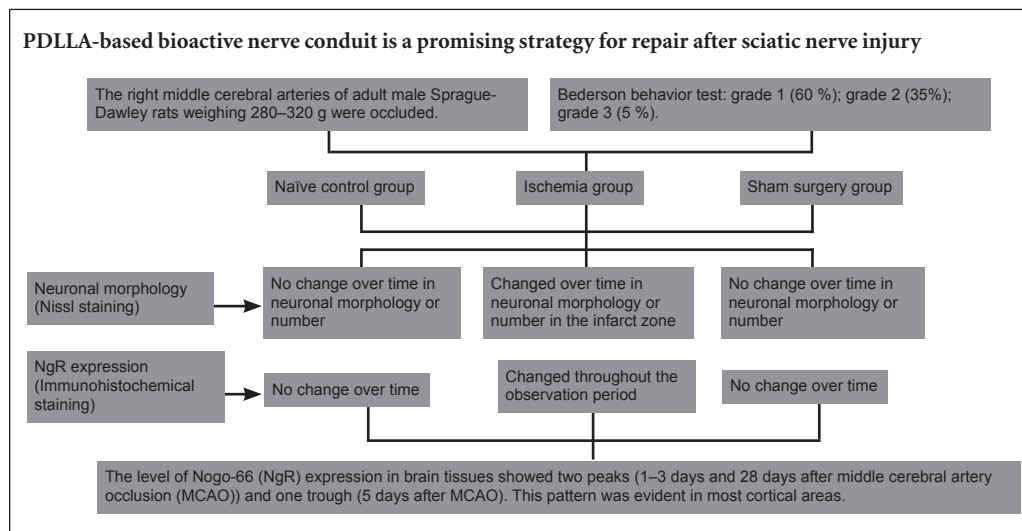 PDLLA-based bioactive nerve conduit is a promising strategy for repair after sciatic nerve injury
The right middle cerebral arteries of adult male Sprague-
Dawley rats weighing 280–320 g were occluded.
Bederson behavior test: grade 1 (60 %); grade 2 (35%);
grade 3 (5 %).
Naïve control group
Ischemia group
Sham surgery group
Neuronal morphology
(Nissl staining)
No change over time in
neuronal morphology or
number
Changed over time in
neuronal morphology or
number in the infarct zone
No change over time in
neuronal morphology or
number
NgR expression
(Immunohistochemical
staining)
No change over time
Changed throughout the
observation period
No change over time
The level of Nogo-66 (NgR) expression in brain tissues showed two peaks (1–3 days and 28 days after middle cerebral artery
occlusion (MCAO)) and one trough (5 days after MCAO). This pattern was evident in most cortical areas.